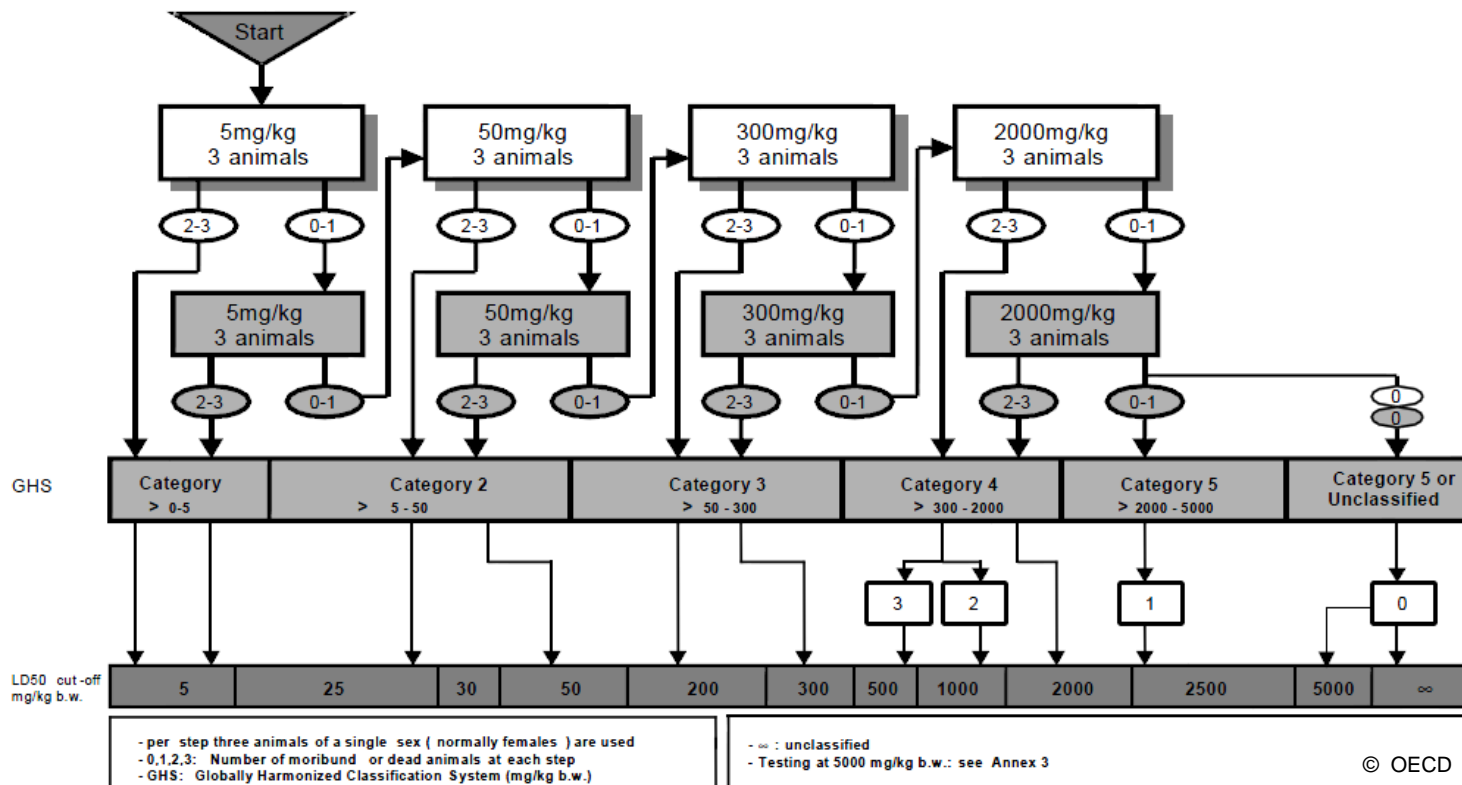 Start
5mg/kg
3 animals
50mg/kg
3 animals
300mg/kg
3 animals
2000mg/kg
3 animals
2-3
0-1
2-3
0-1
2-3
0-1
2-3
0-1
5mg/kg
3 animals
50mg/kg
3 animals
300mg/kg
3 animals
2000mg/kg
3 animals
2-3
0-1
2-3
0-1
2-3
0-1
2-3
0-1
0
0
GHS
Category
> 0-5
Category 2
> 5 - 50
Category 3
> 50 - 300
Category 4
> 300 - 2000
Category 5
> 2000 - 5000
Category 5 or
Unclassified
3
2
1
0
LD50 cut-off
mg/kg b.w.
5
25
30
50
200
300
500
1000
2000
2500
5000
∞
- per step three animals of a single sex ( normally females ) are used
- 0,1,2,3: Number of moribund or dead animals at each step
- GHS: Globally Harmonized Classification System (mg/kg b.w.)
- ∞ : unclassified
- Testing at 5000 mg/kg b.w.: see Annex 3
© OECD